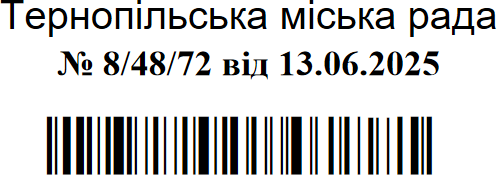 Тернопільська міська рада
№ 8/48/72 від 13.06.2025